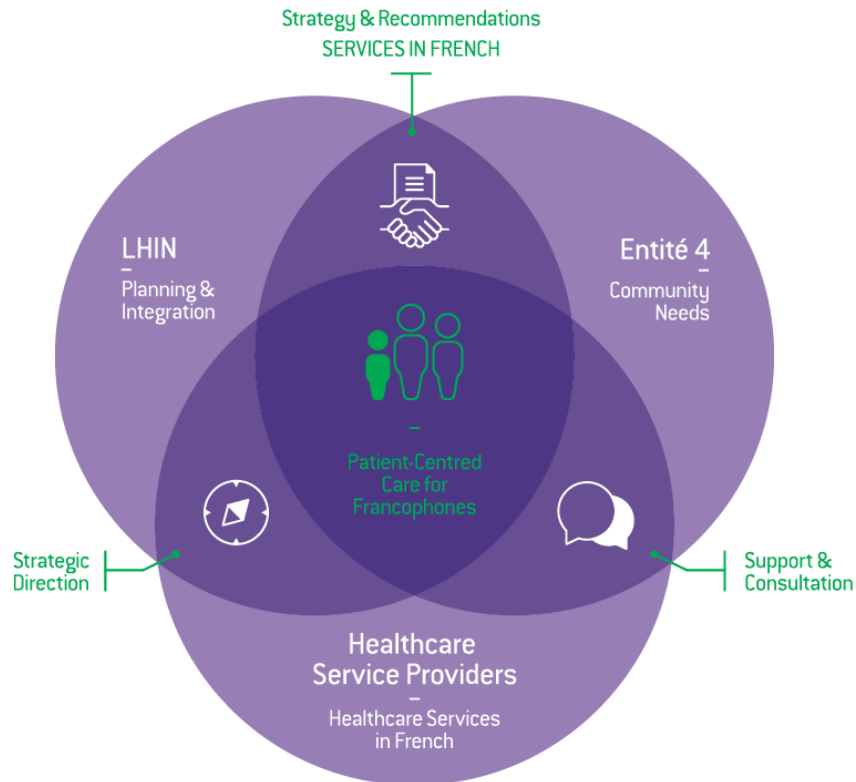 Strategy & Recommendations
SERVICES IN FRENCH
LHIN
Planning &
Integration
Entité 4
Community
Needs
Patient-Centred
Care for
Francophones
Strategic
Direction
Support &
Consultation
Healthcare
Service Providers
Healthcare Services
in French